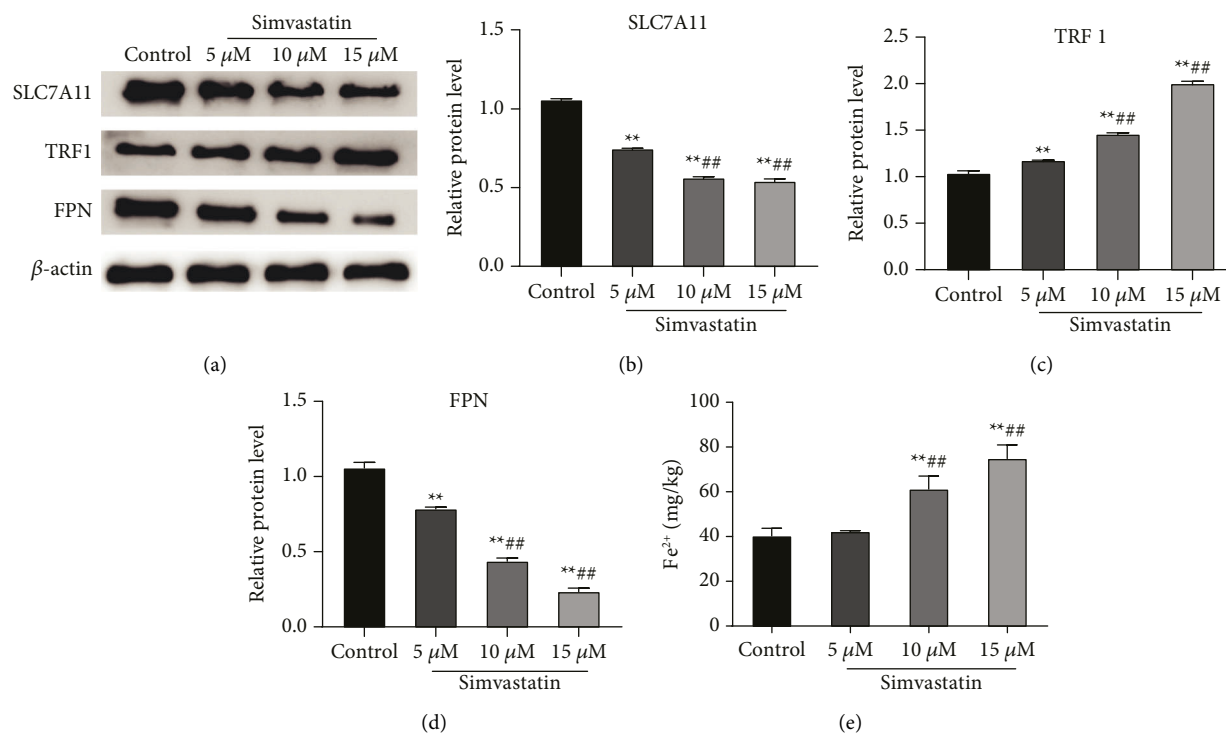 Simvastatin
Control 5 μM 10 μM 15 μM
SLC7A11
TRF1
FPN
β-actin
(a)
SLC7A11
Relative protein level
1.5
1.0
0.5
0.0
**
**##
**##
Control 5 μM 10 μM 15 μM
Simvastatin
(b)
TRF 1
Relative protein level
2.5
2.0
1.5
1.0
0.5
0.0
**
**##
**##
Control 5 μM 10 μM 15 μM
Simvastatin
(c)
FPN
Relative protein level
1.5
1.0
0.5
0.0
**
**##
**##
Control 5 μM 10 μM 15 μM
Simvastatin
(d)
Fe²⁺ (mg/kg)
100
80
60
40
20
0
**##
**##
Control 5 μM 10 μM 15 μM
Simvastatin
(e)